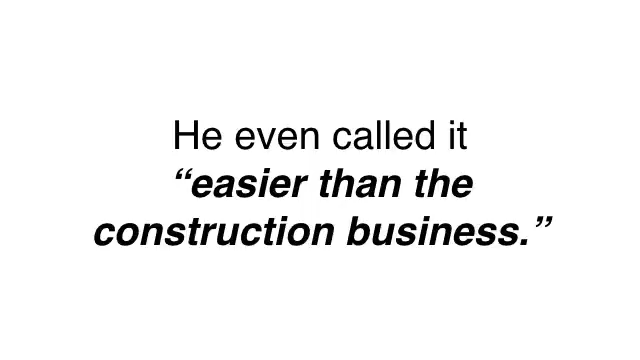 He even called it
“easier than the
construction business.”